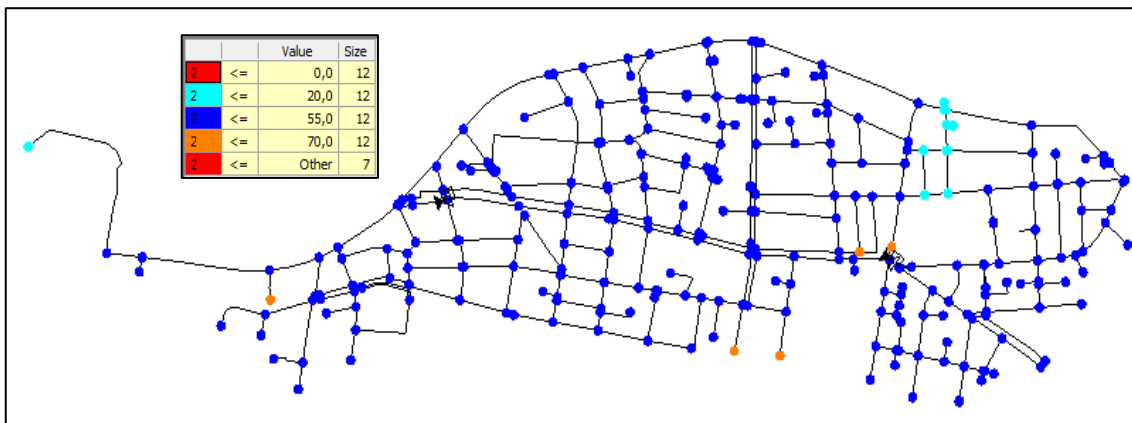 Value Size
2 <= 0,0 12
2 <= 20,0 12
2 <= 55,0 12
2 <= 70,0 12
2 <= Other 7